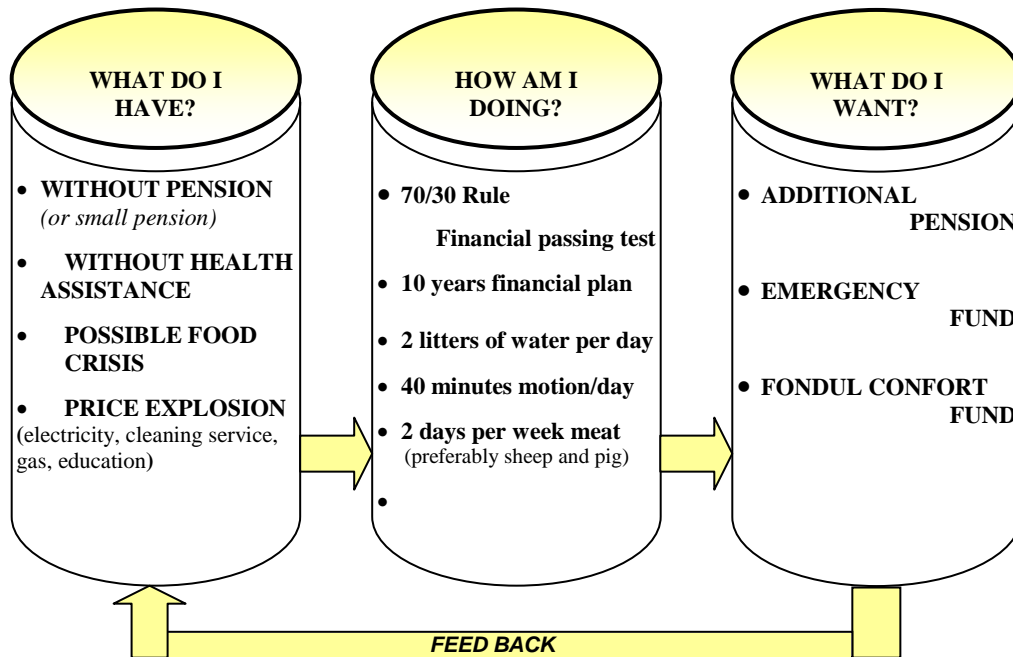 WHAT DO I
HAVE?
• WITHOUT PENSION
(or small pension)
• WITHOUT HEALTH
ASSISTANCE
• POSSIBLE FOOD
CRISIS
• PRICE EXPLOSION
(electricity, cleaning service,
gas, education)
HOW AM I
DOING?
• 70/30 Rule
Financial passing test
• 10 years financial plan
• 2 litters of water per day
• 40 minutes motion/day
• 2 days per week meat
(preferably sheep and pig)
•
WHAT DO I
WANT?
• ADDITIONAL
PENSION
• EMERGENCY
FUND
• FONDUL CONFORT
FUND
FEED BACK